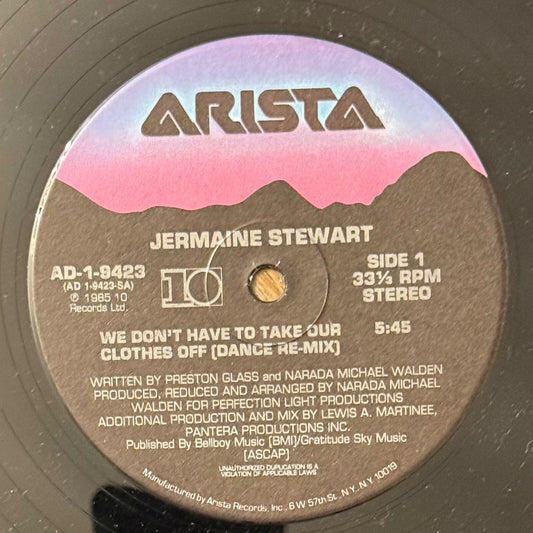 ARISTA
JERMAINE STEWART
AD-1-9423
(AD 1-9423-SA)
℗ 1985 10
Records Ltd.
10
SIDE 1
33⅓ RPM
STEREO
WE DON'T HAVE TO TAKE OUR 5:45
CLOTHES OFF (DANCE RE-MIX)
WRITTEN BY PRESTON GLASS and NARADA MICHAEL WALDEN
PRODUCED, REDUCED AND ARRANGED BY NARADA MICHAEL
WALDEN FOR PERFECTION LIGHT PRODUCTIONS
ADDITIONAL PRODUCTION AND MIX BY LEWIS A. MARTINEE,
PANTERA PRODUCTIONS INC.
Published By Bellboy Music [BMI]/Gratitude Sky Music
[ASCAP]
UNAUTHORIZED DUPLICATION IS A
VIOLATION OF APPLICABLE LAWS
Manufactured by Arista Records, Inc., 6 W 57th St., N.Y., N.Y. 10019